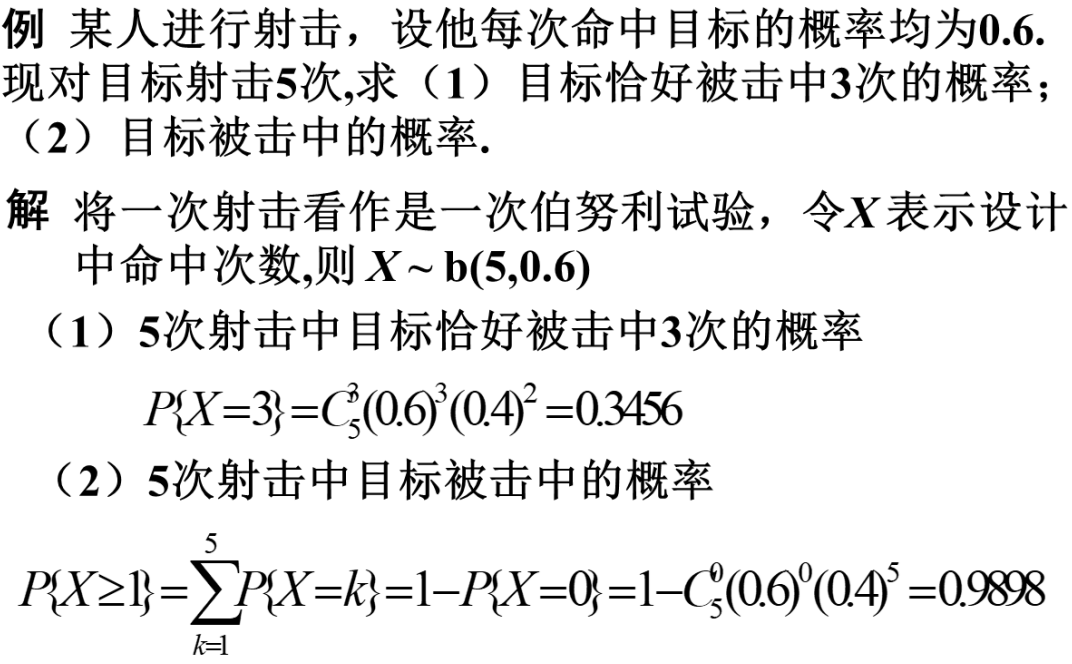 例 某人进行射击，设他每次命中目标的概率均为0.6.
现对目标射击5次,求（1）目标恰好被击中3次的概率；
（2）目标被击中的概率.
解 将一次射击看作是一次伯努利试验，令X表示设计
中命中次数,则 X ~ b(5,0.6)
（1）5次射击中目标恰好被击中3次的概率
P{X=3}=C₅³(0.6)³(0.4)²=0.3456
（2）5次射击中目标被击中的概率
P{X≥1}=∑_{k=1}^{5}P{X=k}=1−P{X=0}=1−C₅⁰(0.6)⁰(0.4)⁵=0.9898